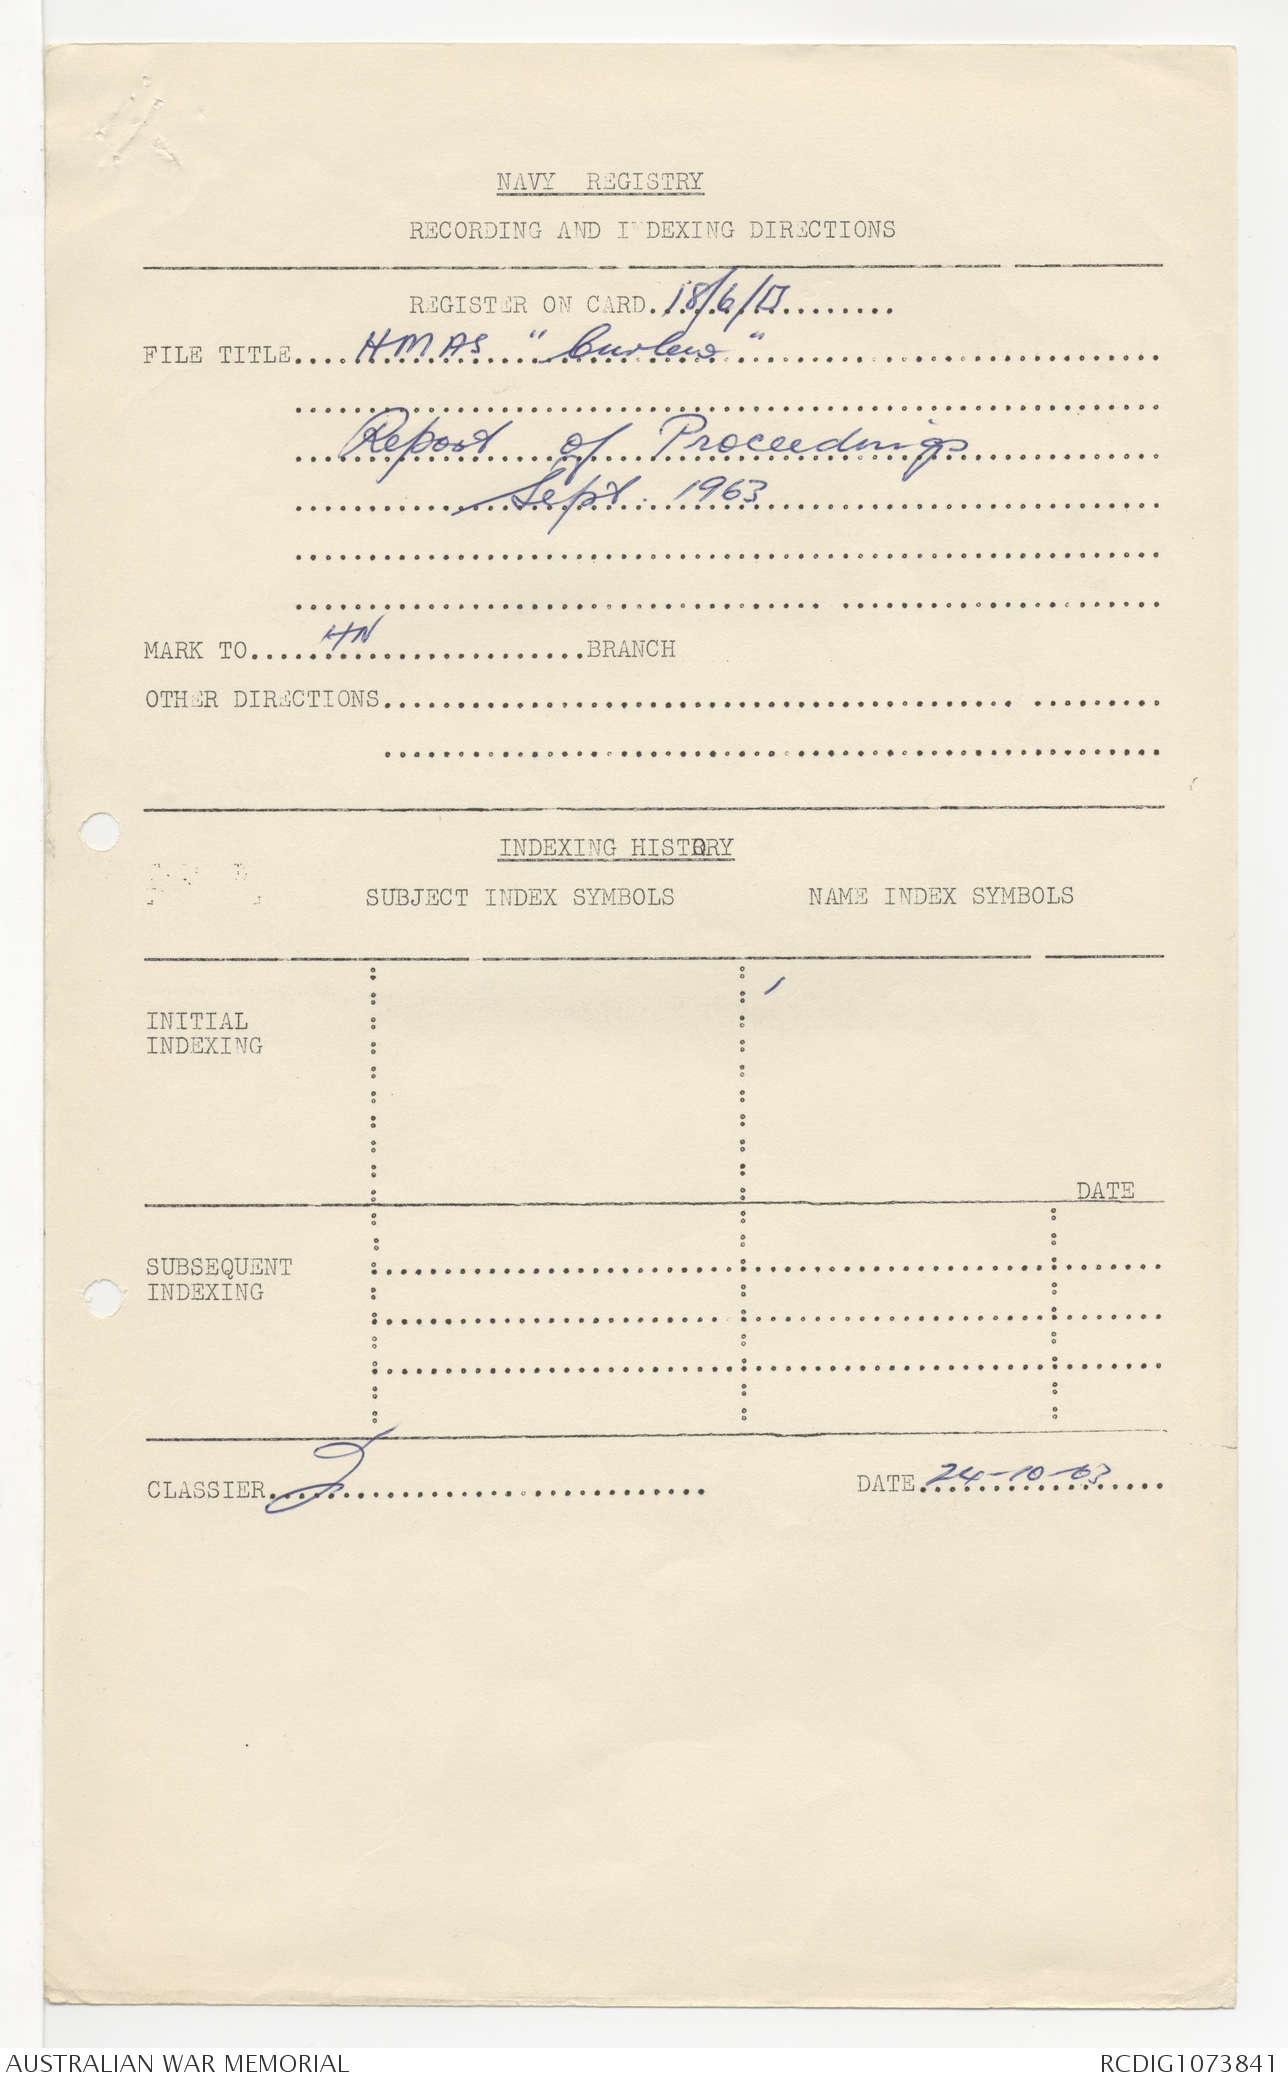 NAVY REGISTRY
RECORDING AND INDEXING DIRECTIONS
REGISTER ON CARD. 18/6/
FILE TITLE.... HMAS "Curlew"
Report of Proceedings
Sept. 1963
MARK TO..... HN .....BRANCH
OTHER DIRECTIONS
INDEXING HISTORY
SUBJECT INDEX SYMBOLS NAME INDEX SYMBOLS
INITIAL
INDEXING
DATE
SUBSEQUENT
INDEXING
CLASSIER..... DATE 24-10-63
AUSTRALIAN WAR MEMORIAL RCDIG1073841